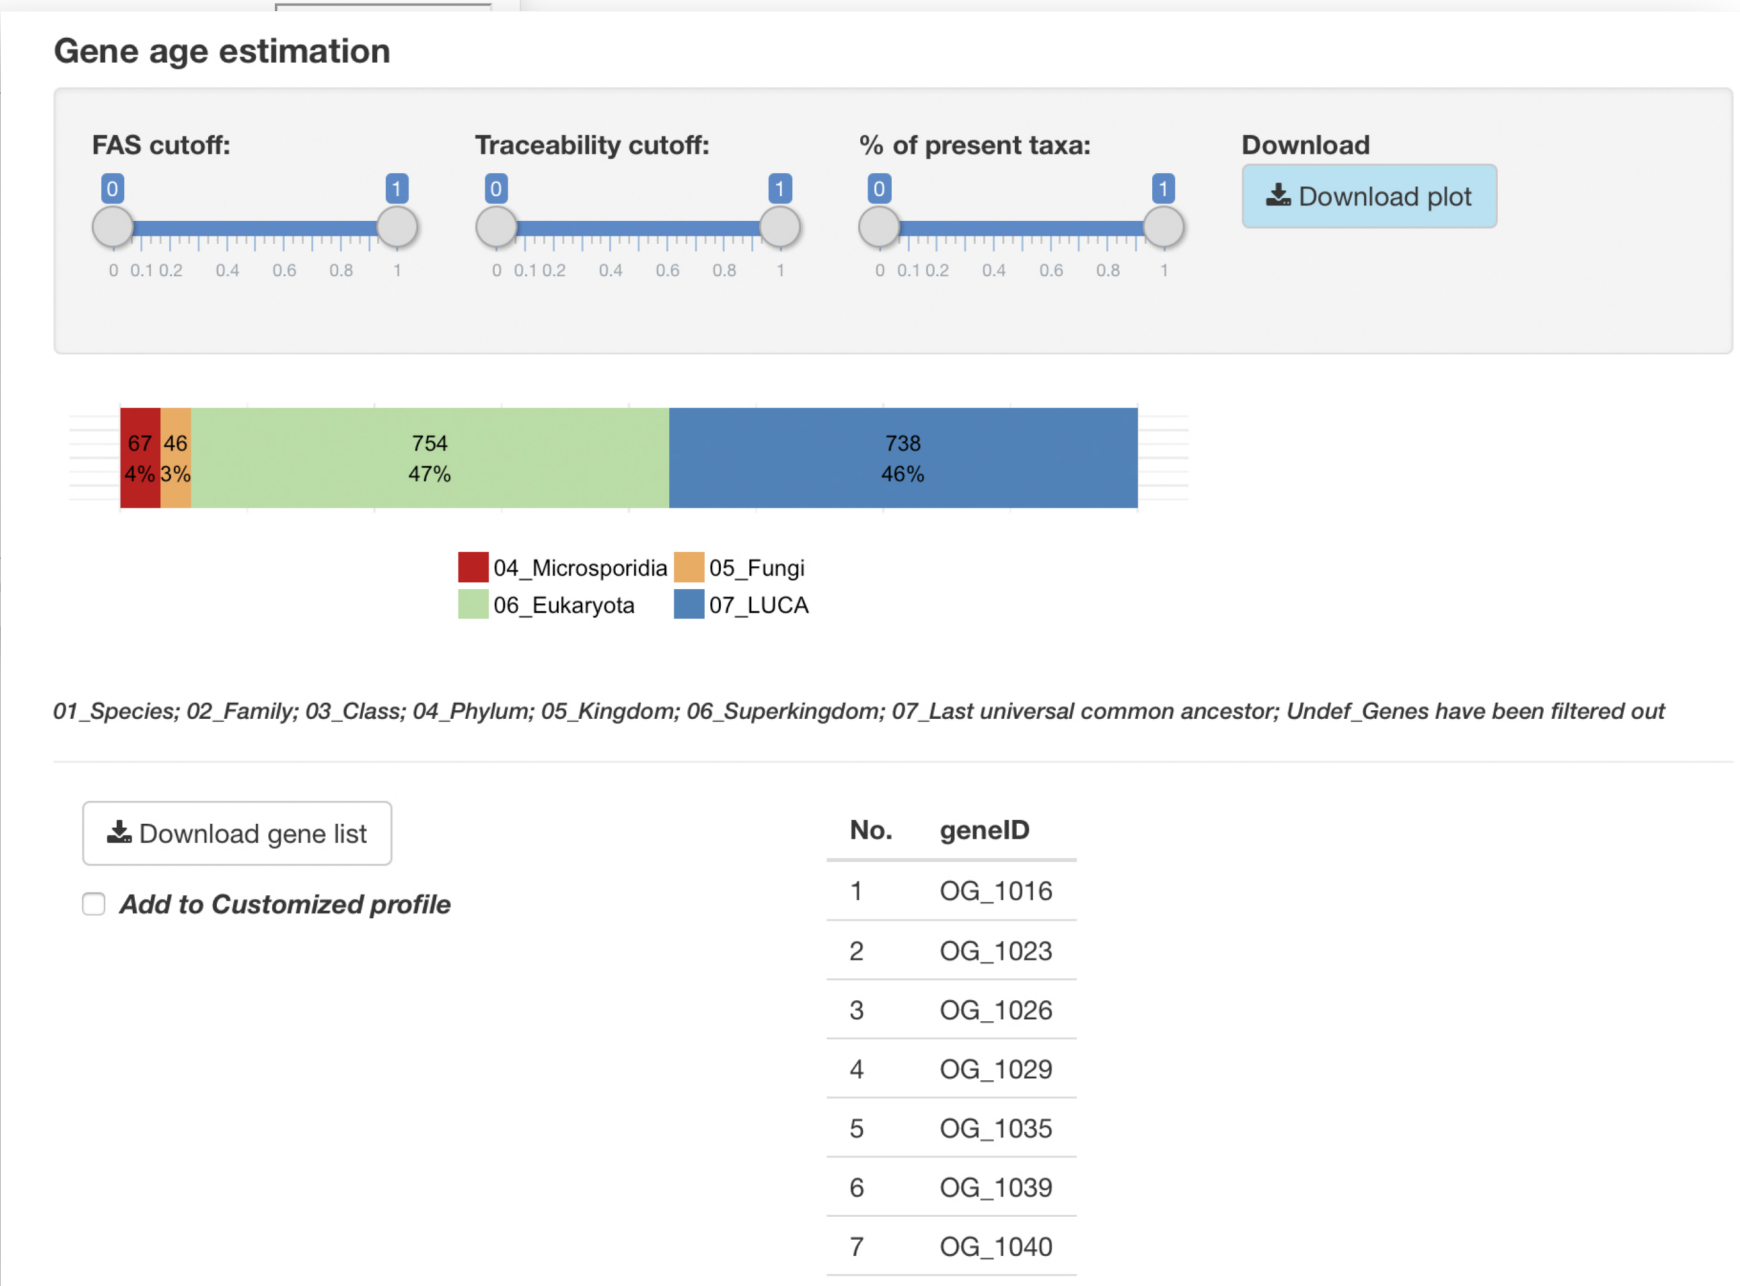 Gene age estimation
FAS cutoff: Traceability cutoff: % of present taxa: Download
0 1 0 1 0 1 Download plot
0 0.1 0.2 0.4 0.6 0.8 1 0 0.1 0.2 0.4 0.6 0.8 1 0 0.1 0.2 0.4 0.6 0.8 1
67 46 754 738
4% 3% 47% 46%
04_Microsporidia 05_Fungi
06_Eukaryota 07_LUCA
01_Species; 02_Family; 03_Class; 04_Phylum; 05_Kingdom; 06_Superkingdom; 07_Last universal common ancestor; Undef_Genes have been filtered out
Download gene list
Add to Customized profile
No. geneID
1 OG_1016
2 OG_1023
3 OG_1026
4 OG_1029
5 OG_1035
6 OG_1039
7 OG_1040